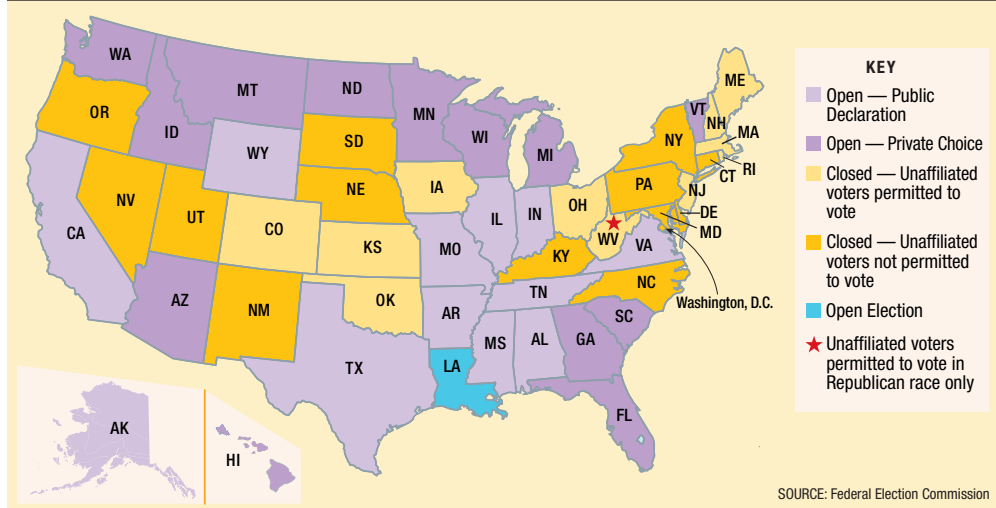 WA
OR
ID
MT
ND
MN
WI
MI
ME
VT
NH
MA
NY
RI
CT
WY
SD
IA
NE
PA
NJ
OH
DE
MD
NV
UT
CO
CA
KS
MO
IL
IN
WV
VA
KY
Washington, D.C.
AZ
NM
OK
AR
TN
NC
SC
MS
AL
GA
TX
LA
FL
AK
HI
KEY
Open — Public
Declaration
Open — Private Choice
Closed — Unaffiliated
voters permitted to
vote
Closed — Unaffiliated
voters not permitted
to vote
Open Election
Unaffiliated voters
permitted to vote in
Republican race only
SOURCE: Federal Election Commission